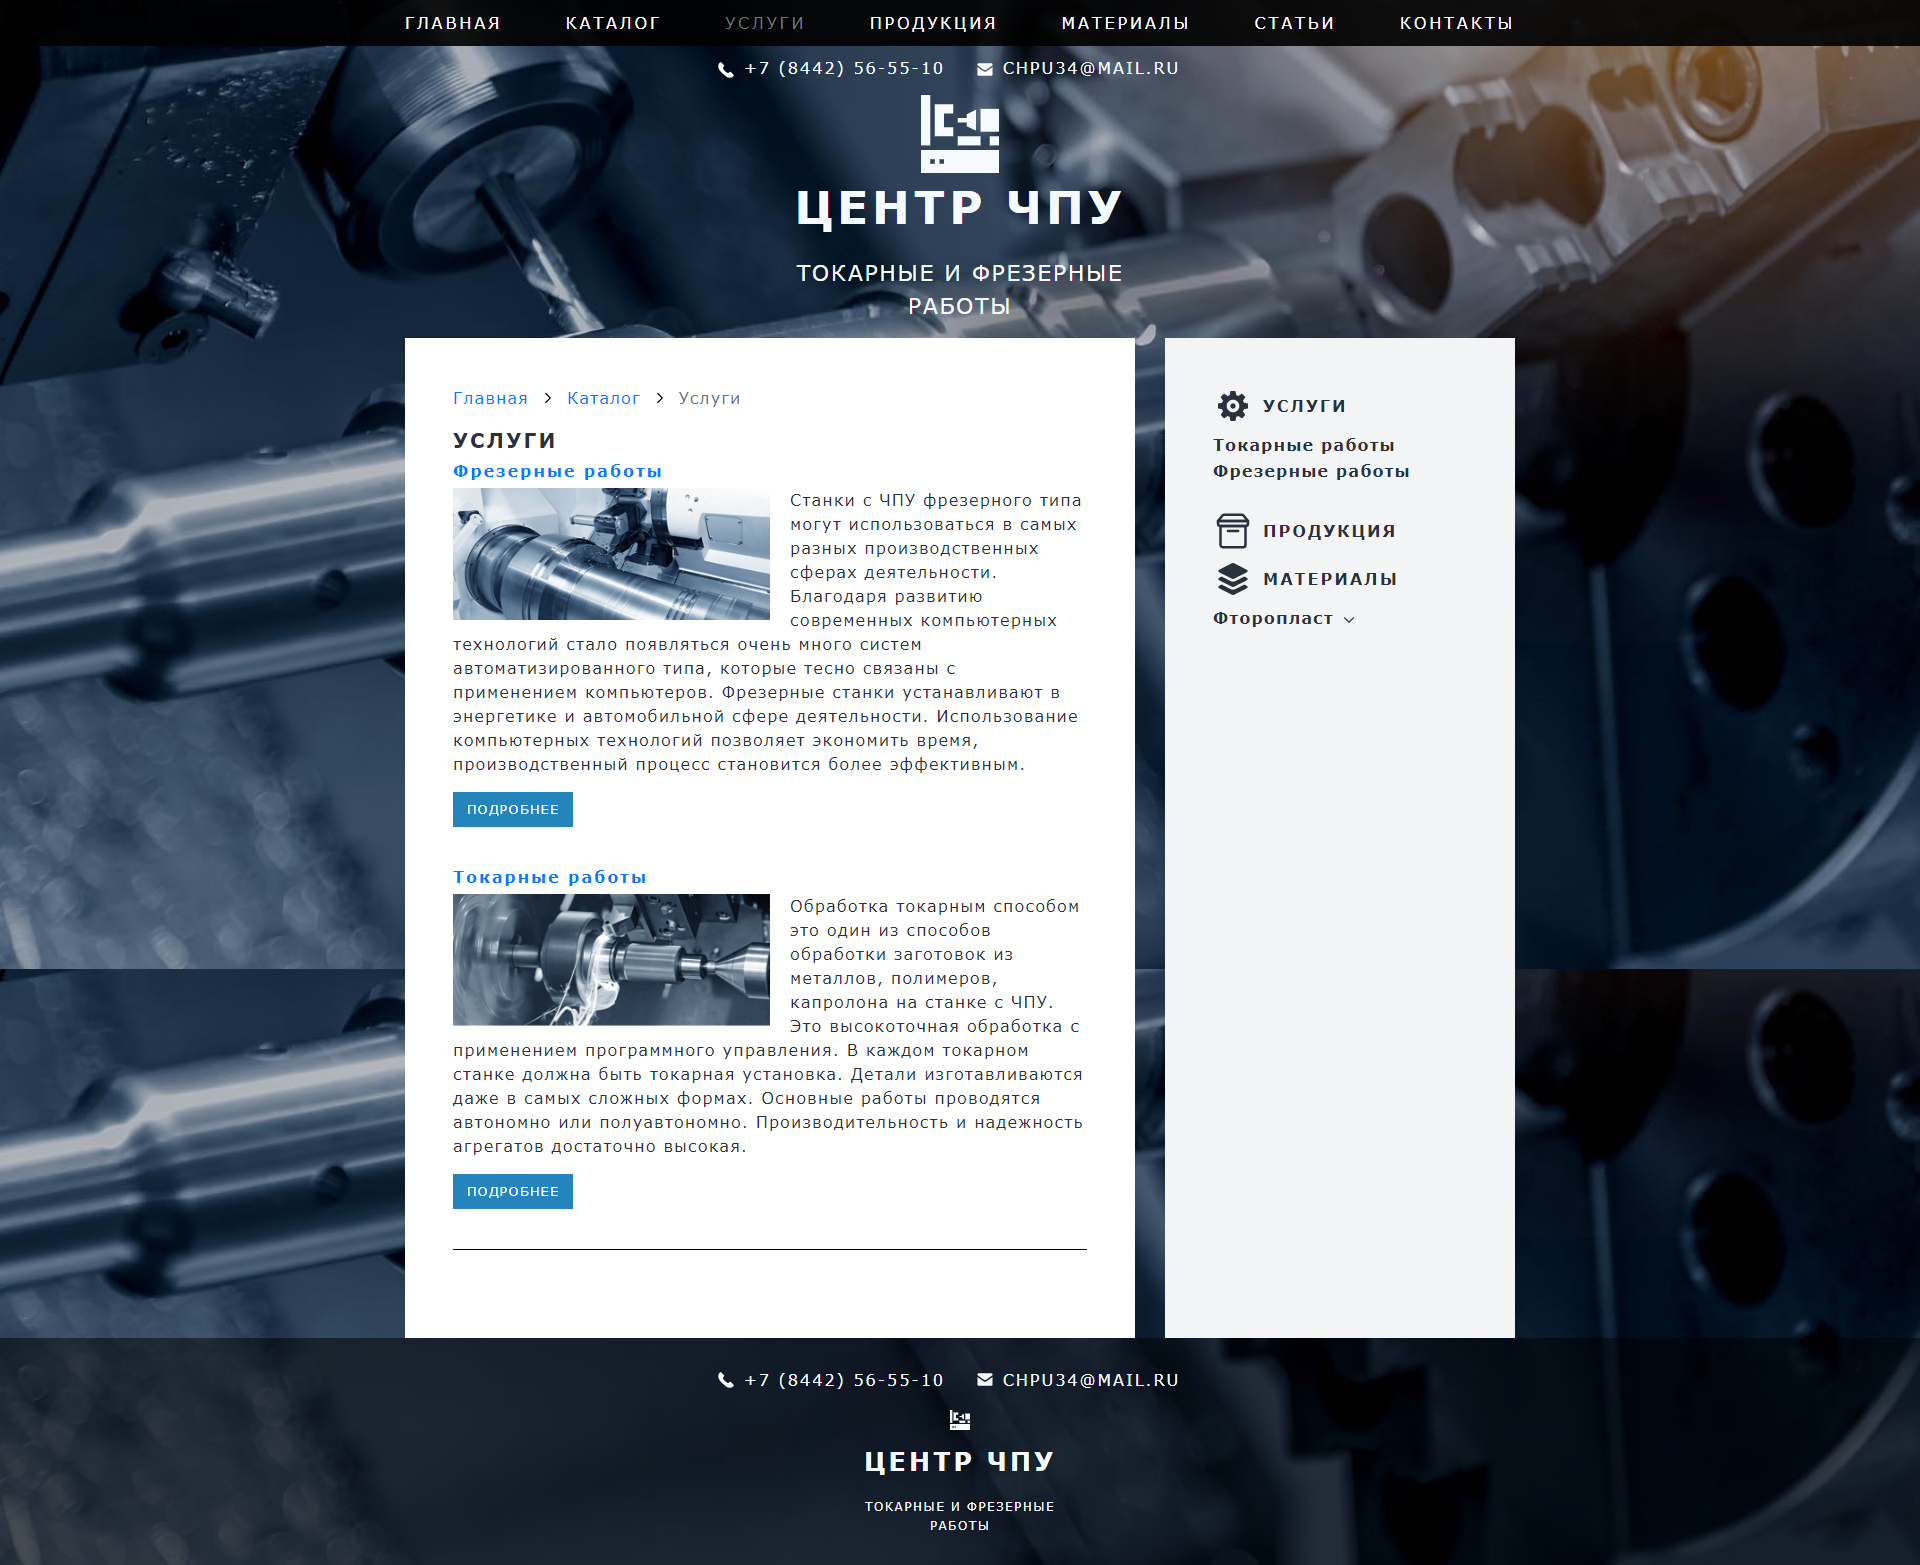 ГЛАВНАЯ КАТАЛОГ УСЛУГИ ПРОДУКЦИЯ МАТЕРИАЛЫ СТАТЬИ КОНТАКТЫ
+7 (8442) 56-55-10 CHPU34@MAIL.RU
ЦЕНТР ЧПУ
ТОКАРНЫЕ И ФРЕЗЕРНЫЕ
РАБОТЫ
Главная > Каталог > Услуги
УСЛУГИ
Фрезерные работы
Станки с ЧПУ фрезерного типа
могут использоваться в самых
разных производственных
сферах деятельности.
Благодаря развитию
современных компьютерных
технологий стало появляться очень много систем
автоматизированного типа, которые тесно связаны с
применением компьютеров. Фрезерные станки устанавливают в
энергетике и автомобильной сфере деятельности. Использование
компьютерных технологий позволяет экономить время,
производственный процесс становится более эффективным.
ПОДРОБНЕЕ
Токарные работы
Обработка токарным способом
это один из способов
обработки заготовок из
металлов, полимеров,
капролона на станке с ЧПУ.
Это высокоточная обработка с
применением программного управления. В каждом токарном
станке должна быть токарная установка. Детали изготавливаются
даже в самых сложных формах. Основные работы проводятся
автономно или полуавтономно. Производительность и надежность
агрегатов достаточно высокая.
ПОДРОБНЕЕ
УСЛУГИ
Токарные работы
Фрезерные работы
ПРОДУКЦИЯ
МАТЕРИАЛЫ
Фторопласт
+7 (8442) 56-55-10 CHPU34@MAIL.RU
ЦЕНТР ЧПУ
ТОКАРНЫЕ И ФРЕЗЕРНЫЕ
РАБОТЫ